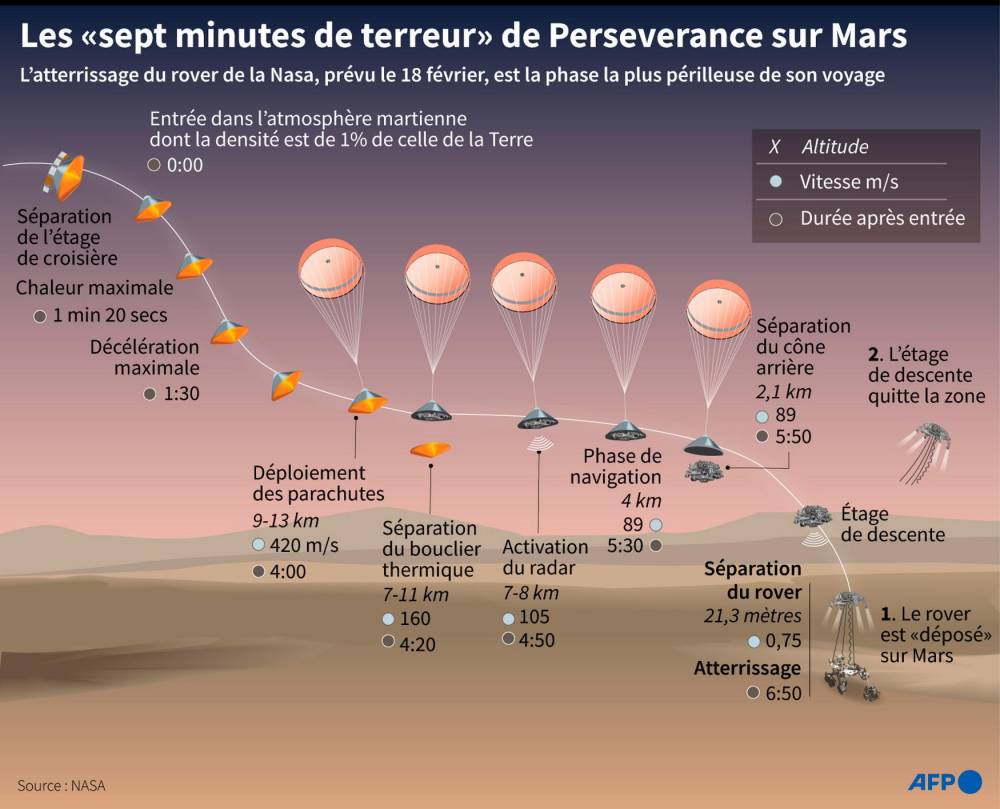 Les «sept minutes de terreur» de Perseverance sur Mars
L’atterrissage du rover de la Nasa, prévu le 18 février, est la phase la plus périlleuse de son voyage
Entrée dans l’atmosphère martienne
dont la densité est de 1% de celle de la Terre
0:00
X Altitude
Vitesse m/s
Durée après entrée
Séparation
de l’étage
de croisière
Chaleur maximale
1 min 20 secs
Décélération
maximale
1:30
Déploiement
des parachutes
9-13 km
420 m/s
4:00
Séparation
du bouclier
thermique
7-11 km
160
4:20
Activation
du radar
7-8 km
105
4:50
Phase de
navigation
4 km
89
5:30
Séparation
du cône
arrière
2,1 km
89
5:50
2. L’étage
de descente
quitte la zone
Étage
de descente
Séparation
du rover
21,3 mètres
0,75
Atterrissage
6:50
1. Le rover
est «déposé»
sur Mars
Source : NASA
AFP